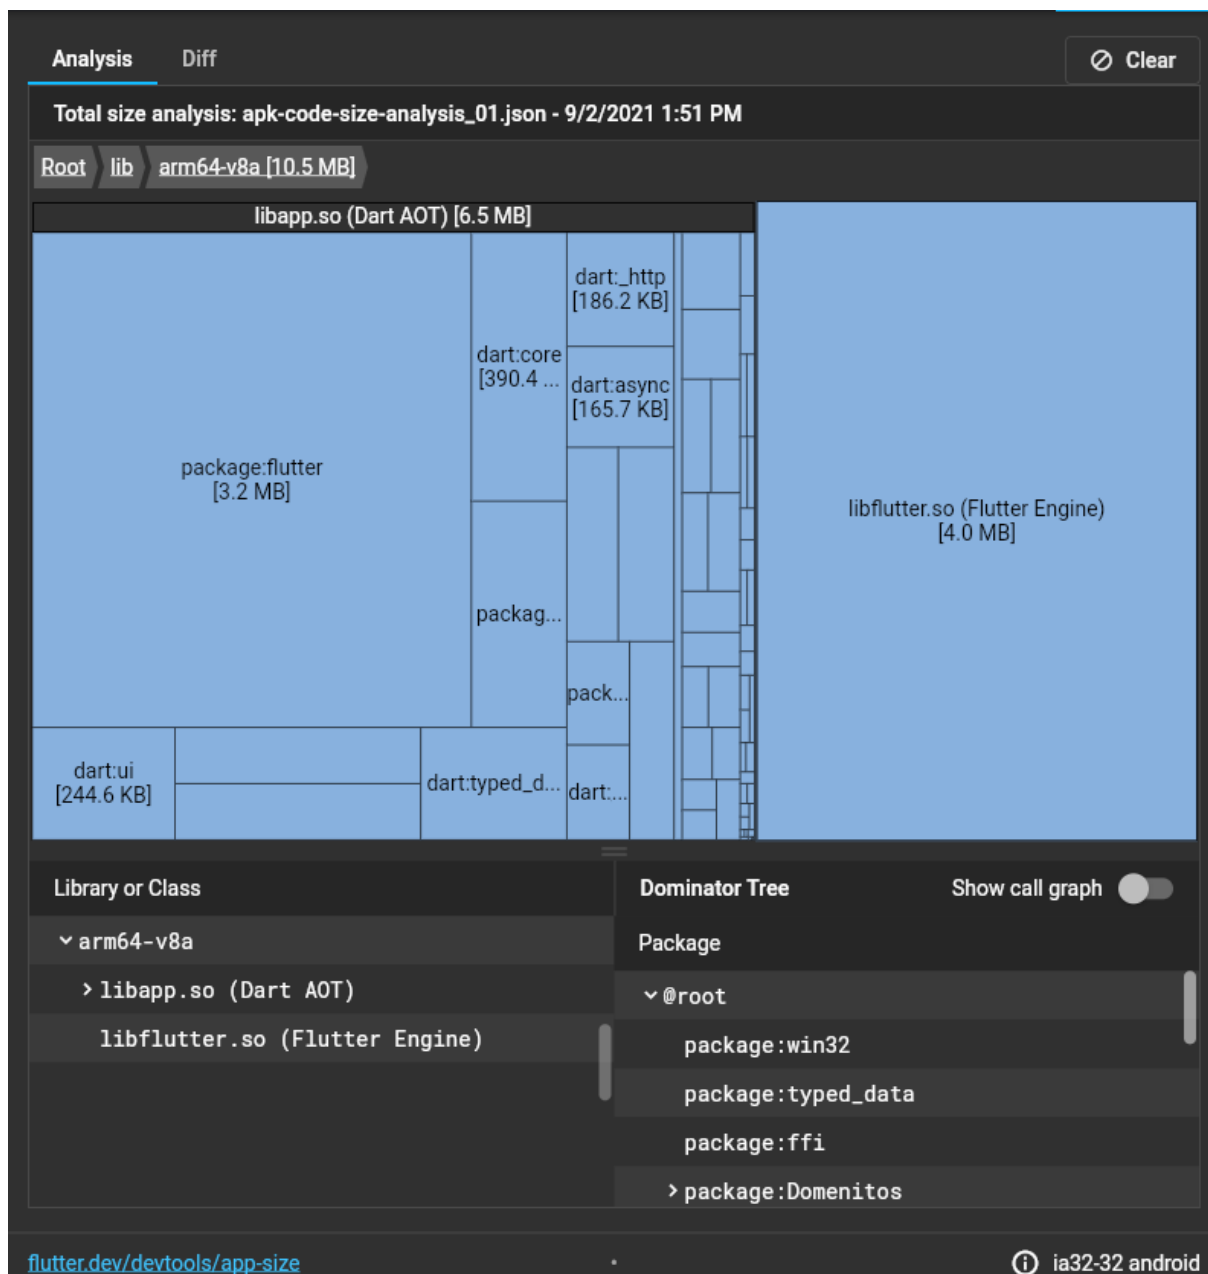 Analysis
Diff
Clear
Total size analysis: apk-code-size-analysis_01.json - 9/2/2021 1:51 PM
Root
lib
arm64-v8a [10.5 MB]
libapp.so (Dart AOT) [6.5 MB]
dart:_http
[186.2 KB]
dart:core
[390.4 ...
dart:async
[165.7 KB]
package:flutter
[3.2 MB]
libflutter.so (Flutter Engine)
[4.0 MB]
packag...
pack...
dart:ui
[244.6 KB]
dart:typed_d...
dart:...
Library or Class
Dominator Tree
Show call graph
arm64-v8a
Package
libapp.so (Dart AOT)
@root
libflutter.so (Flutter Engine)
package:win32
package:typed_data
package:ffi
package:Domenitos
flutter.dev/devtools/app-size
ia32-32 android